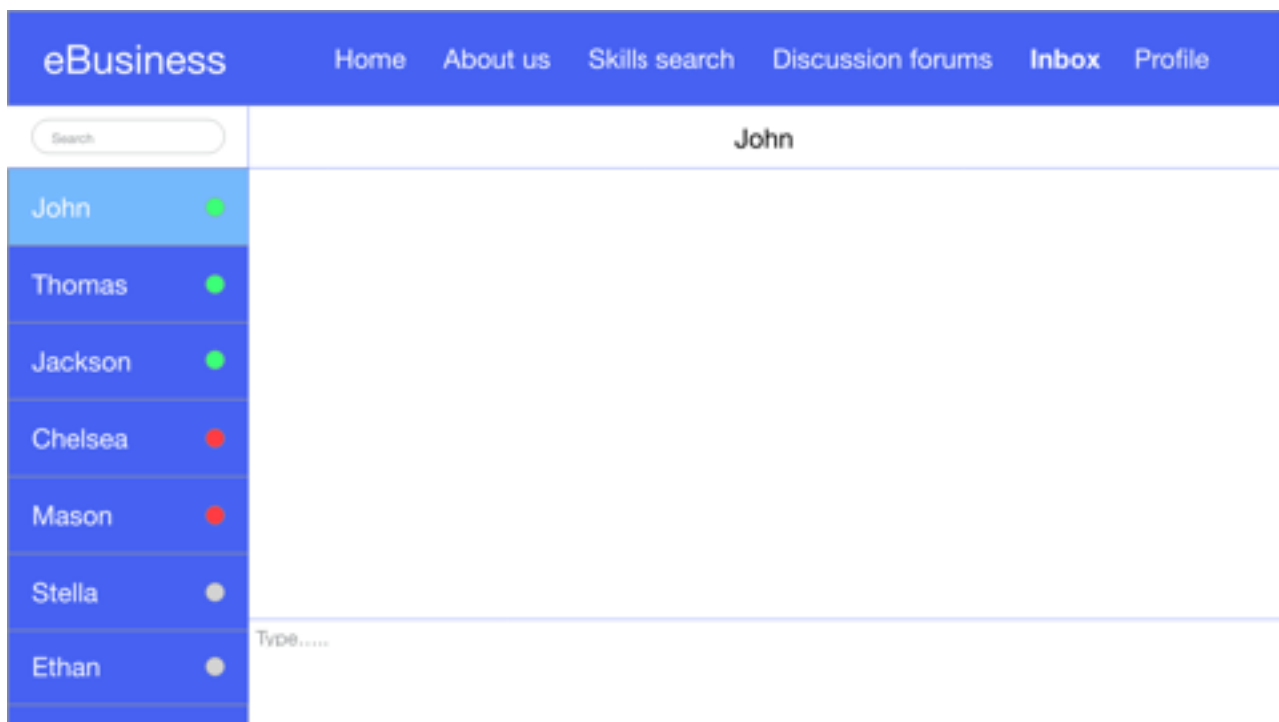 eBusiness Home About us Skills search Discussion forums Inbox Profile
Search
John
John
Thomas
Jackson
Chelsea
Mason
Stella
Ethan
Type.....